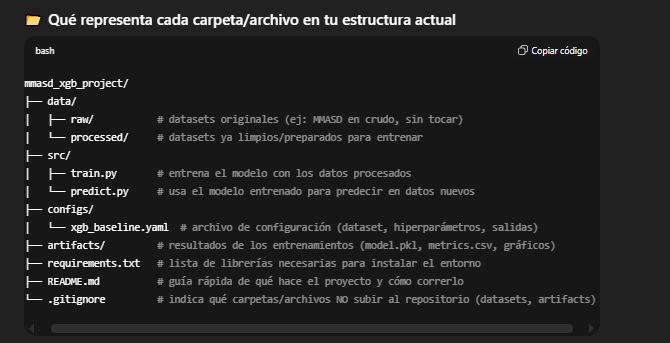 📂 Qué representa cada carpeta/archivo en tu estructura actual
bash
Copiar código
mmasd_xgb_project/
├── data/
│   ├── raw/          # datasets originales (ej: MMASD en crudo, sin tocar)
│   └── processed/    # datasets ya limpios/preparados para entrenar
├── src/
│   ├── train.py      # entrena el modelo con los datos procesados
│   └── predict.py    # usa el modelo entrenado para predecir en datos nuevos
├── configs/
│   └── xgb_baseline.yaml  # archivo de configuración (dataset, hiperparámetros, salidas)
├── artifacts/        # resultados de los entrenamientos (model.pkl, metrics.csv, gráficos)
├── requirements.txt  # lista de librerías necesarias para instalar el entorno
├── README.md         # guía rápida de qué hace el proyecto y cómo correrlo
└── .gitignore        # indica qué carpetas/archivos NO subir al repositorio (datasets, artifacts)